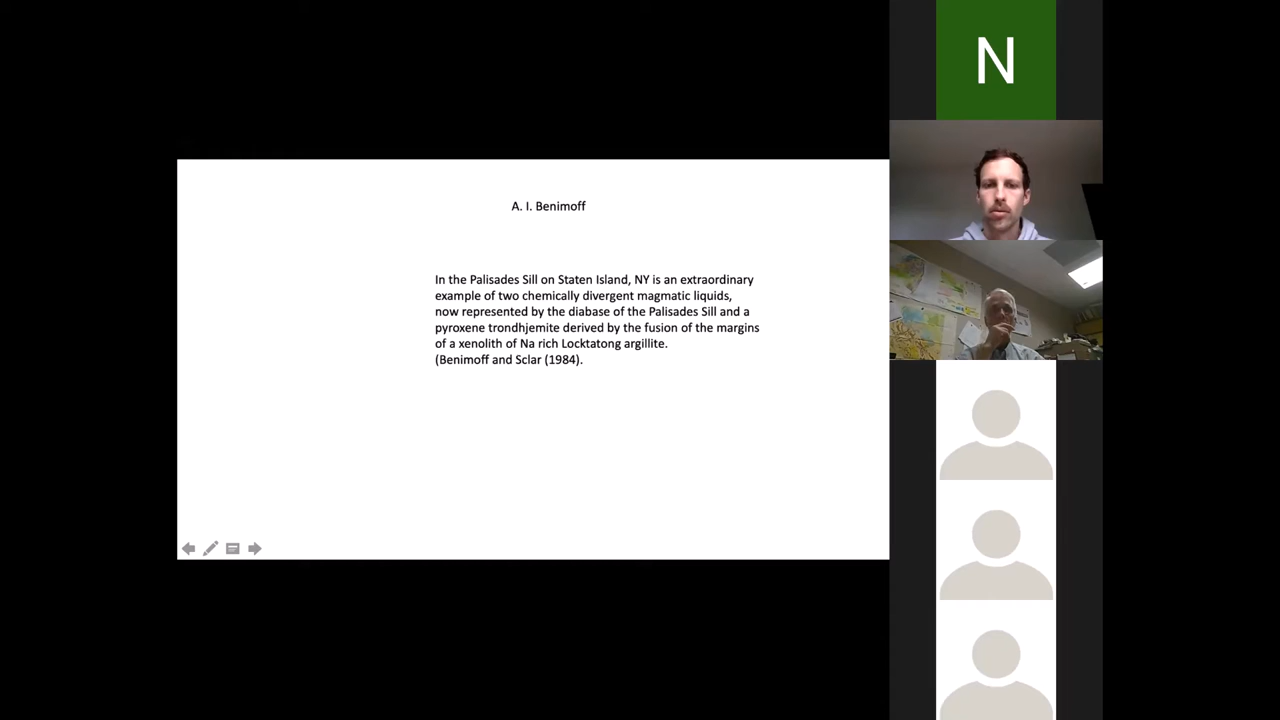 N
A. I. Benimoff
In the Palisades Sill on Staten Island, NY is an extraordinary
example of two chemically divergent magmatic liquids,
now represented by the diabase of the Palisades Sill and a
pyroxene trondhjemite derived by the fusion of the margins
of a xenolith of Na rich Locktatong argillite.
(Benimoff and Sclar (1984).